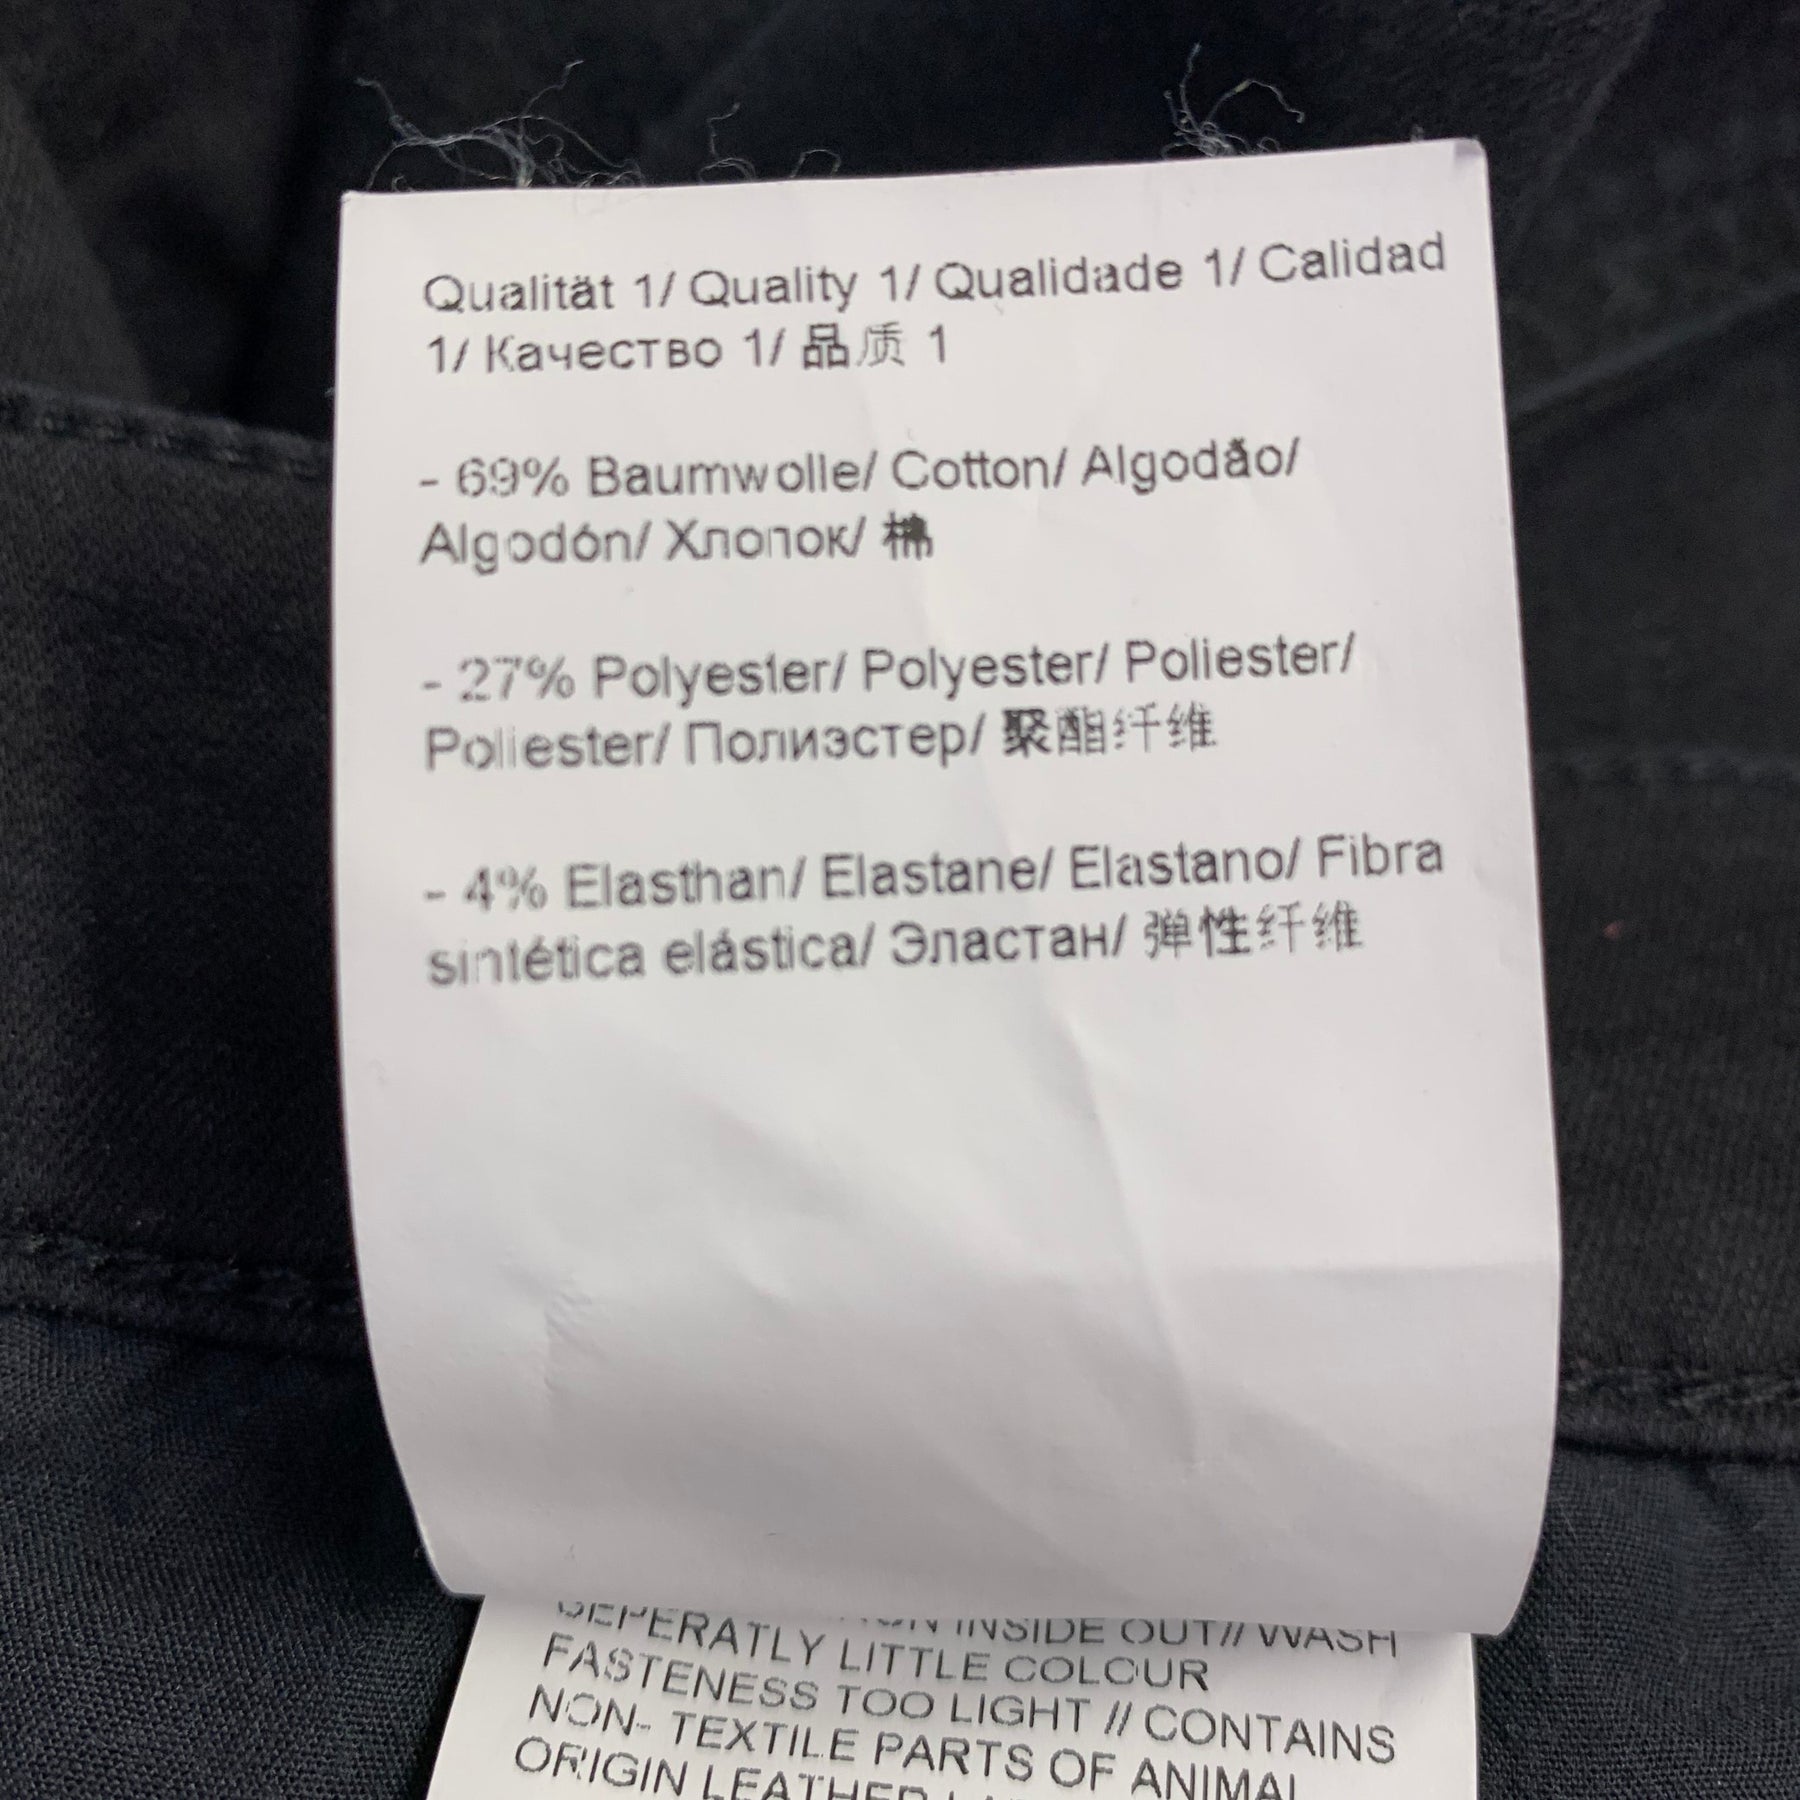 Qualität 1/ Quality 1/ Qualidade 1/ Calidad
1/ Качество 1/ 品质 1
- 69% Baumwolle/ Cotton/ Algodão/
Algodón/ Хлопок/ 棉
- 27% Polyester/ Polyester/ Poliester/
Poliester/ Полиэстер/ 聚酯纤维
- 4% Elasthan/ Elastane/ Elastano/ Fibra
sintética elástica/ Эластан/ 弹性纤维
SEPERATLY INSIDE OUT// WASH
LITTLE COLOUR
FASTENESS TOO LIGHT // CONTAINS
NON- TEXTILE PARTS OF ANIMAL
ORIGIN LEATHER